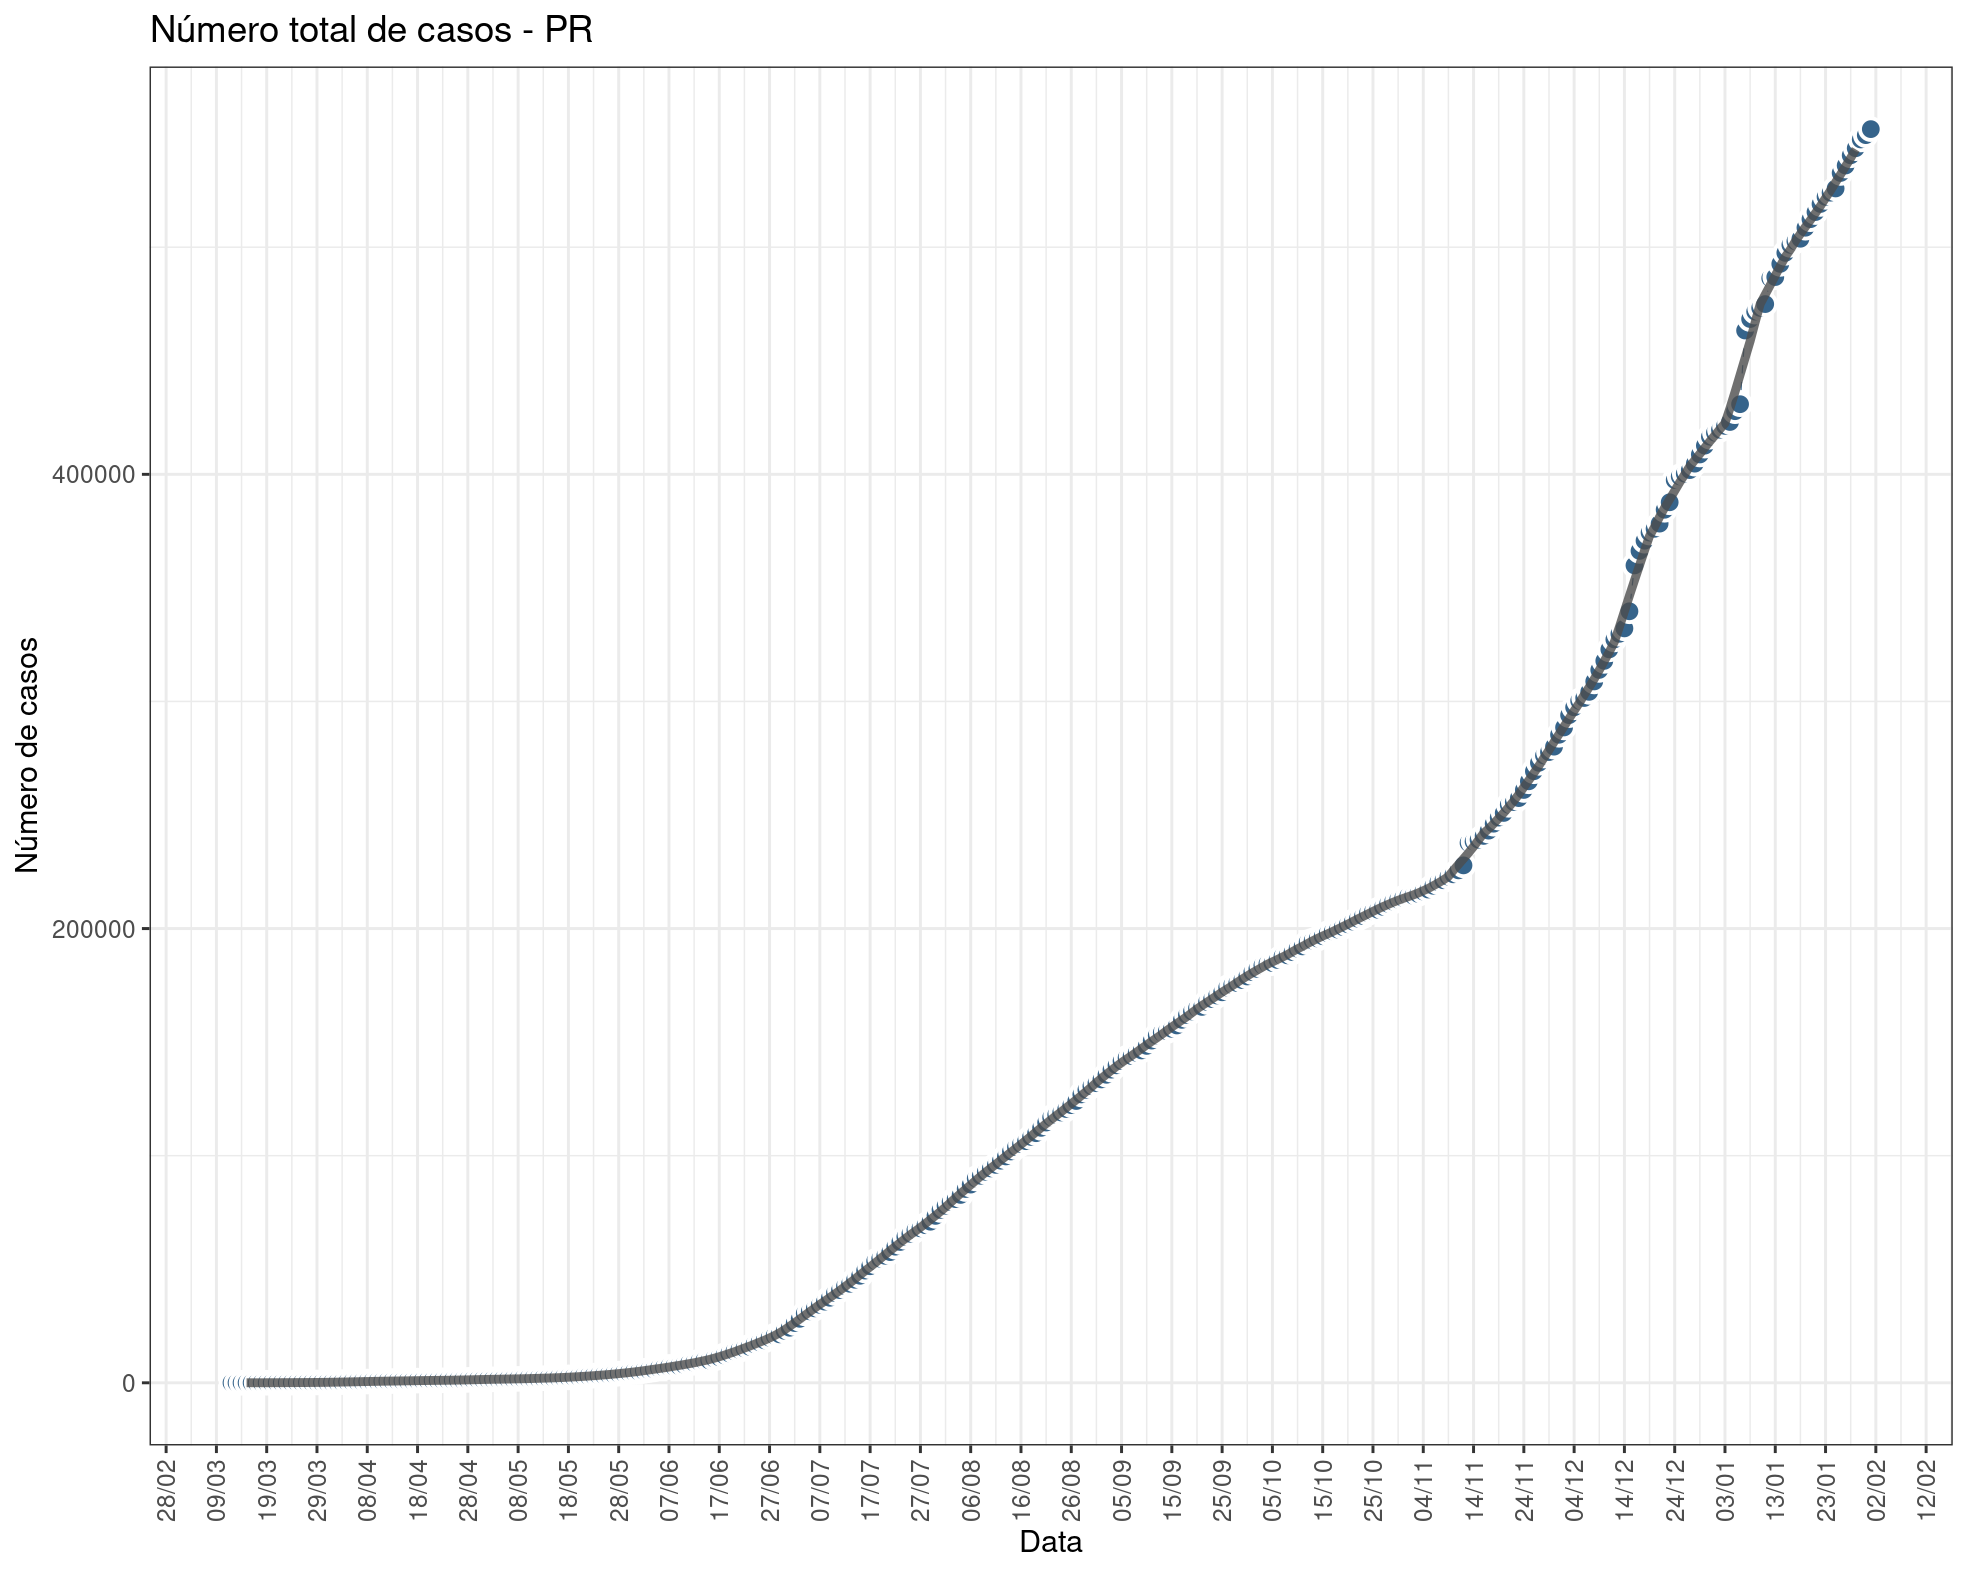 Número total de casos - PR
Número de casos
400000
200000
0
28/02 09/03 19/03 29/03 08/04 18/04 28/04 08/05 18/05 28/05 07/06 17/06 27/06 07/07 17/07 27/07 06/08 16/08 26/08 05/09 15/09 25/09 05/10 15/10 25/10 04/11 14/11 24/11 04/12 14/12 24/12 03/01 13/01 23/01 02/02 12/02
Data